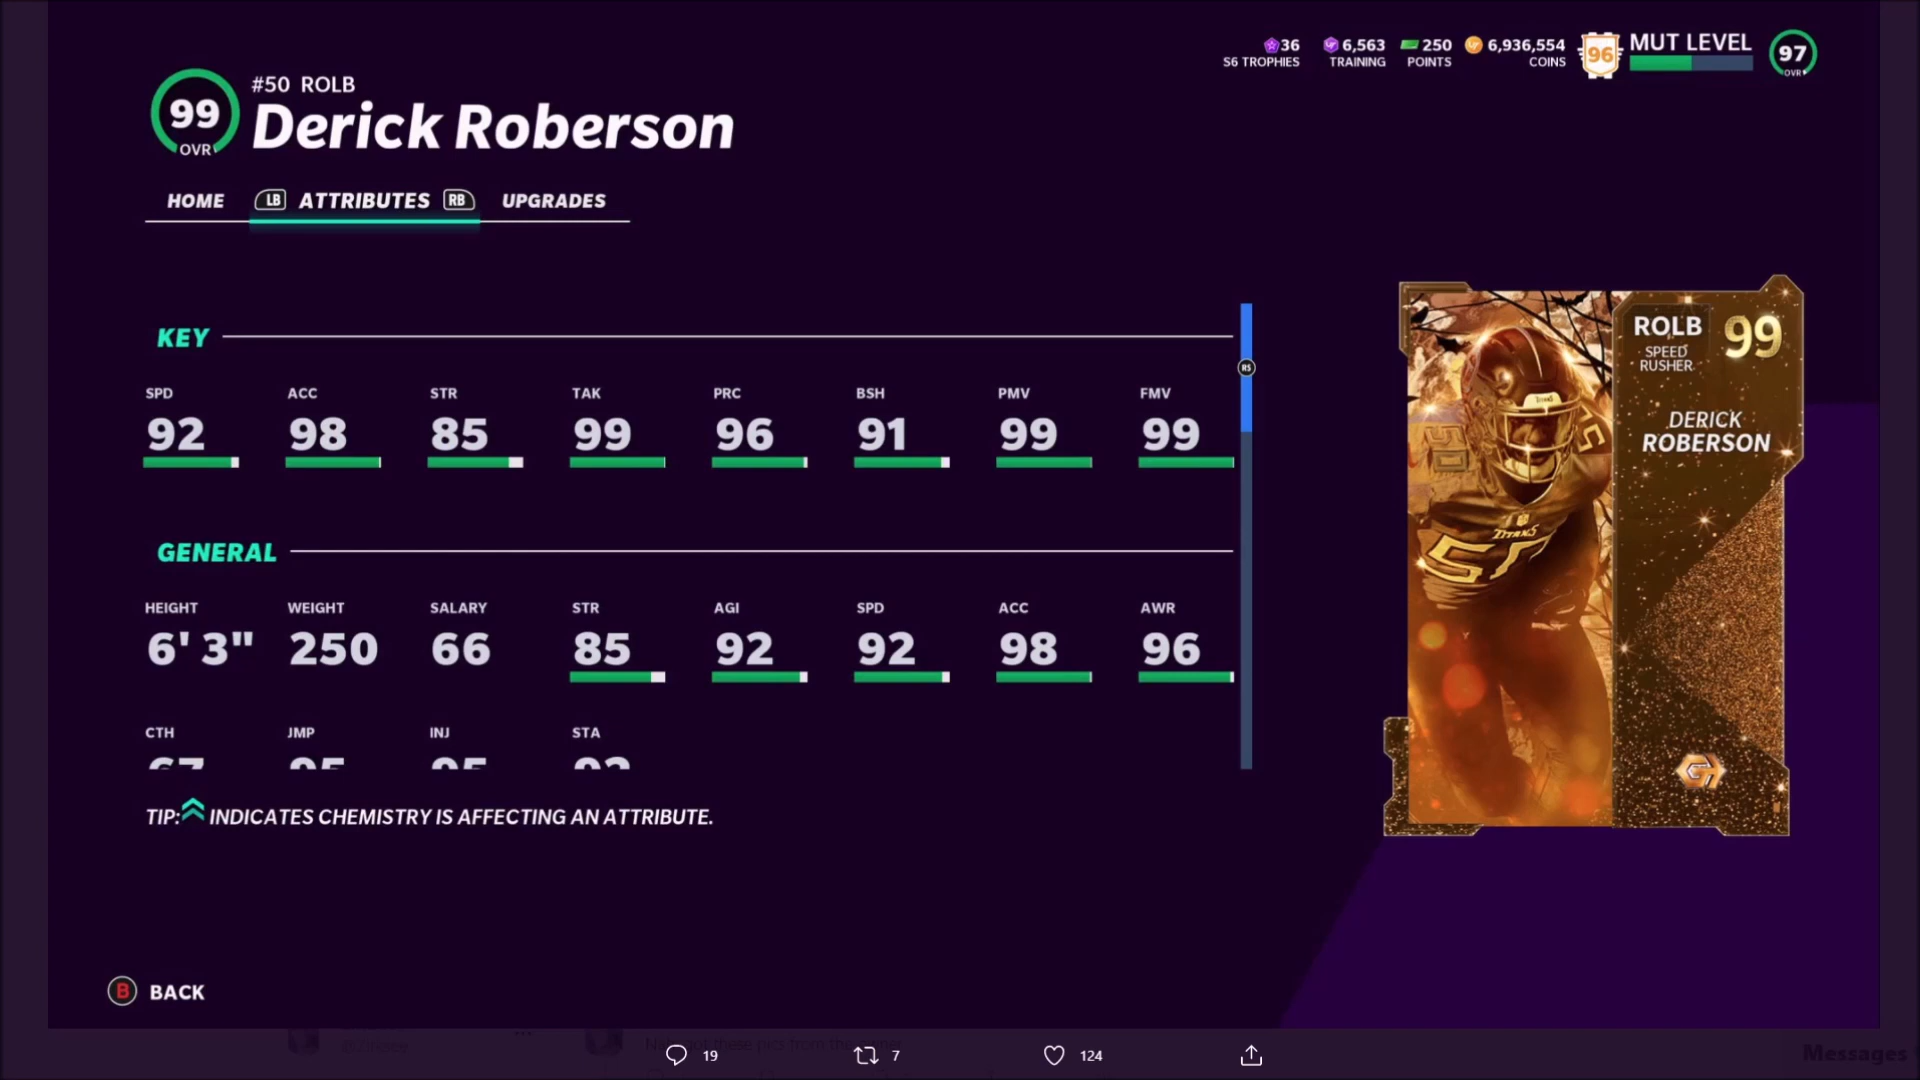 36 6,563 250 6,936,554 96 MUT LEVEL 97
S6 TROPHIES TRAINING POINTS COINS OVR
#50 ROLB
99 Derick Roberson
OVR
HOME LB ATTRIBUTES RB UPGRADES
KEY
RS
SPD ACC STR TAK PRC BSH PMV FMV
92 98 85 99 96 91 99 99
GENERAL
HEIGHT WEIGHT SALARY STR AGI SPD ACC AWR
6' 3" 250 66 85 92 92 98 96
CTH JMP INJ STA
TIP: INDICATES CHEMISTRY IS AFFECTING AN ATTRIBUTE.
ROLB 99
SPEED
RUSHER
DERICK
ROBERSON
TITANS
50
B BACK
19 7 124
Messages